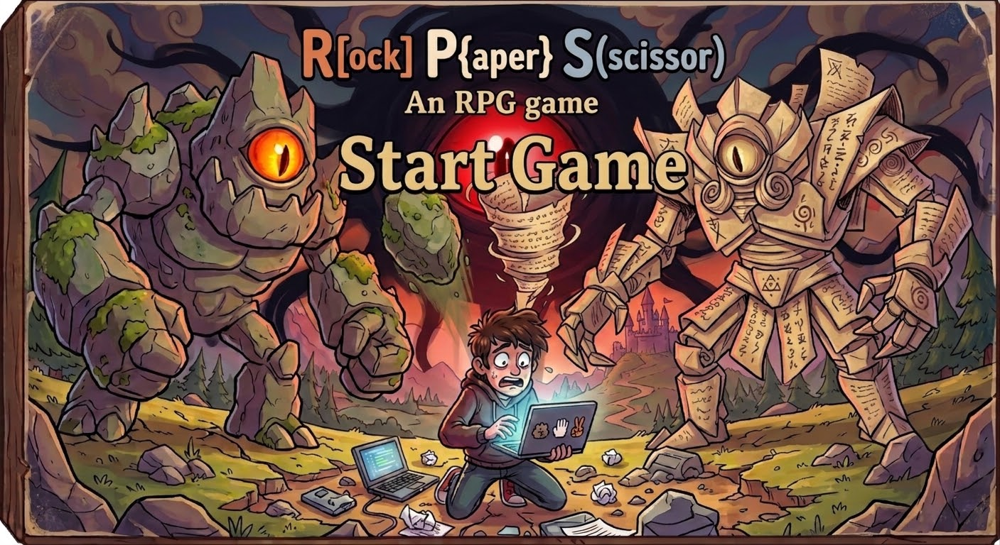 R[ock] P{aper} S(scissor)
An RPG game
Start Game